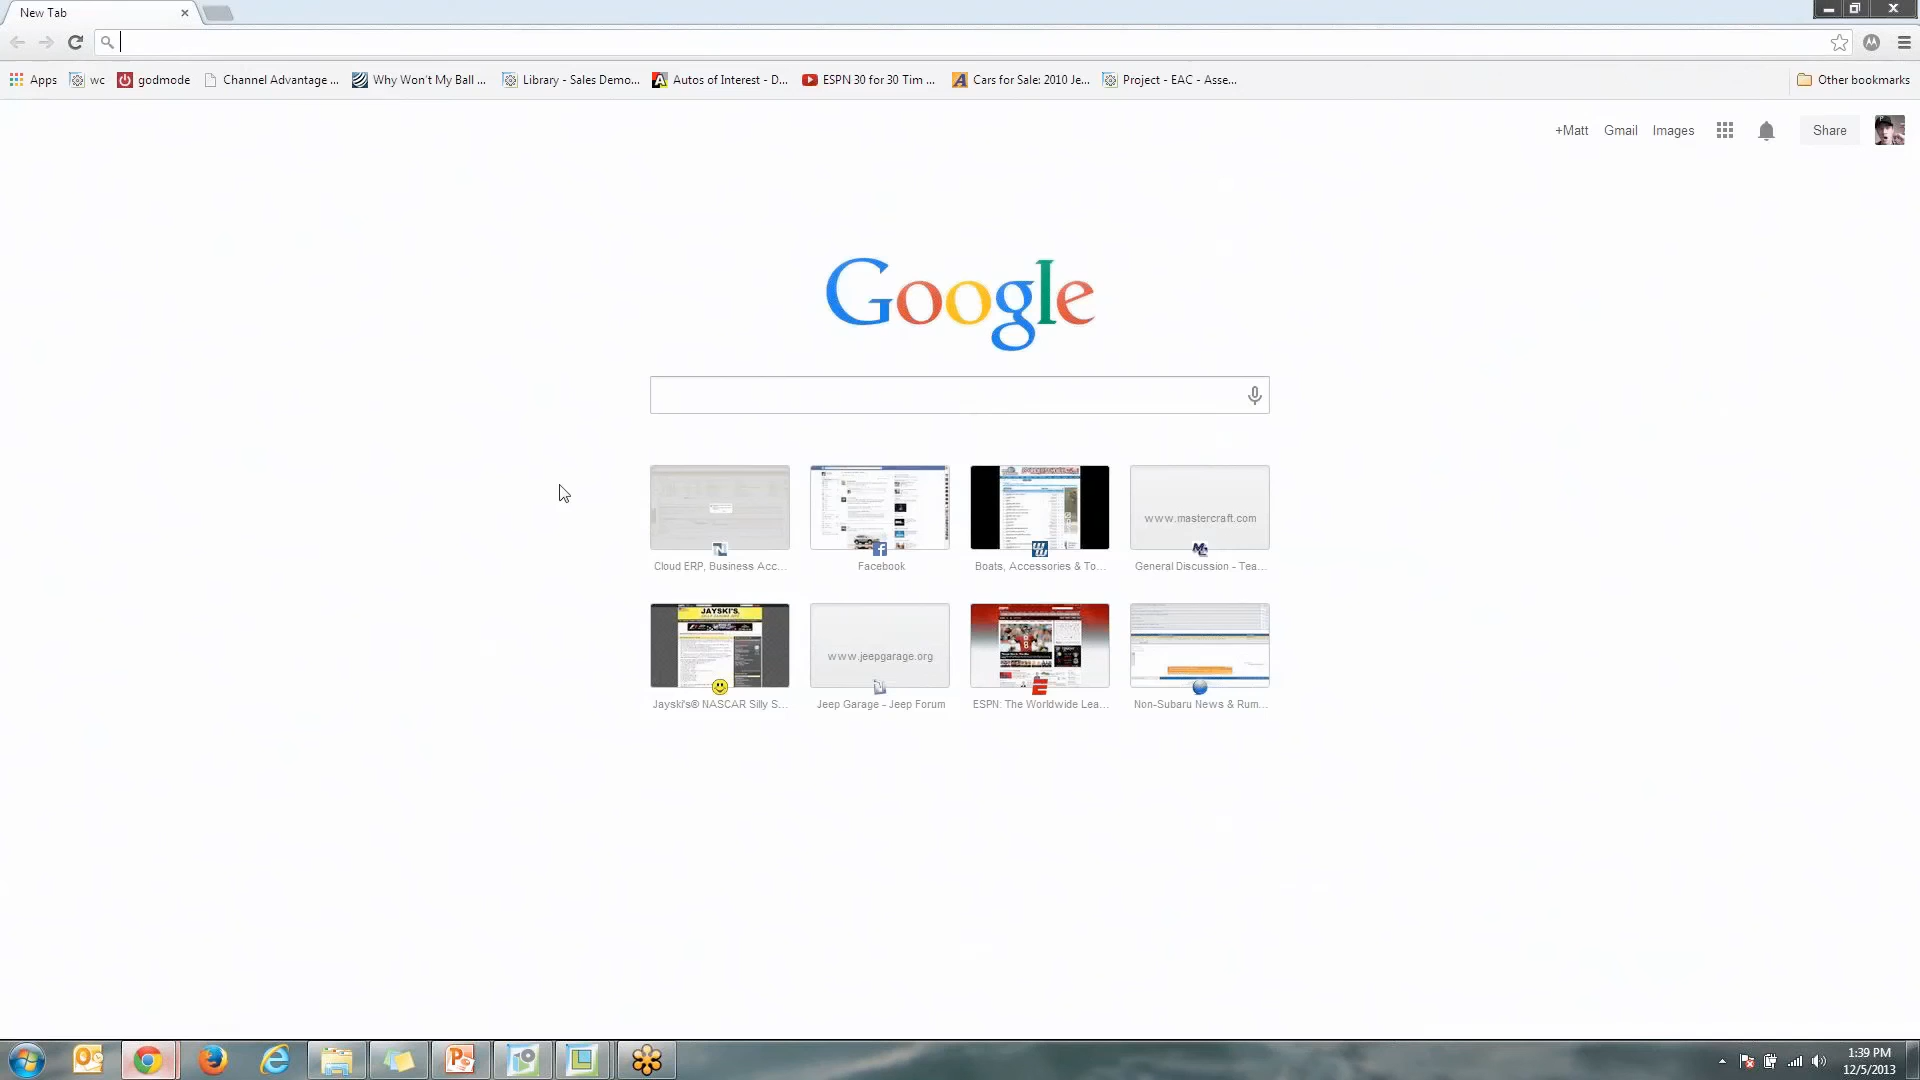 New Tab
Apps wc godmode Channel Advantage ... Why Won't My Ball ... Library - Sales Demo... Autos of Interest - D... ESPN 30 for 30 Tim ... Cars for Sale: 2010 Je... Project - EAC - Asse... Other bookmarks
+Matt Gmail Images Share
Google
www.mastercraft.com
Cloud ERP, Business Acc... Facebook Boats, Accessories & To... General Discussion - Tea...
JAYSKI'S
www.jeepgarage.org
Jayski's® NASCAR Silly S... Jeep Garage - Jeep Forum ESPN: The Worldwide Lea... Non-Subaru News & Rum...
1:39 PM
12/5/2013